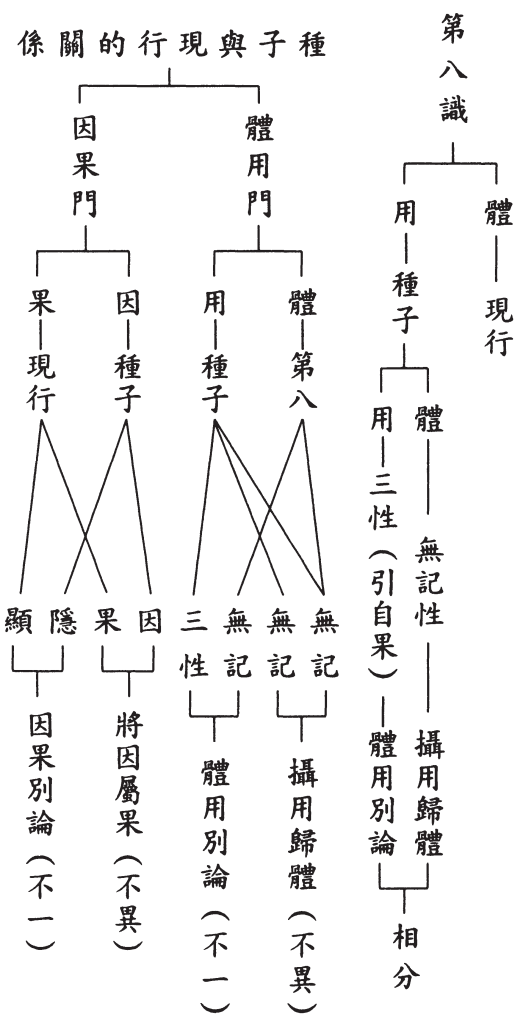 第八識
體
現行
用
種子
體
無記性
攝用歸體
用
三性(引自果)
體用別論
相分
種子與現行的關係
體用門
體
第八
用
種子
無記
無記
攝用歸體(不異)
無記
三性
體用別論(不一)
因果門
因
種子
果
現行
因
果
將因屬果(不異)
隱
顯
因果別論(不一)